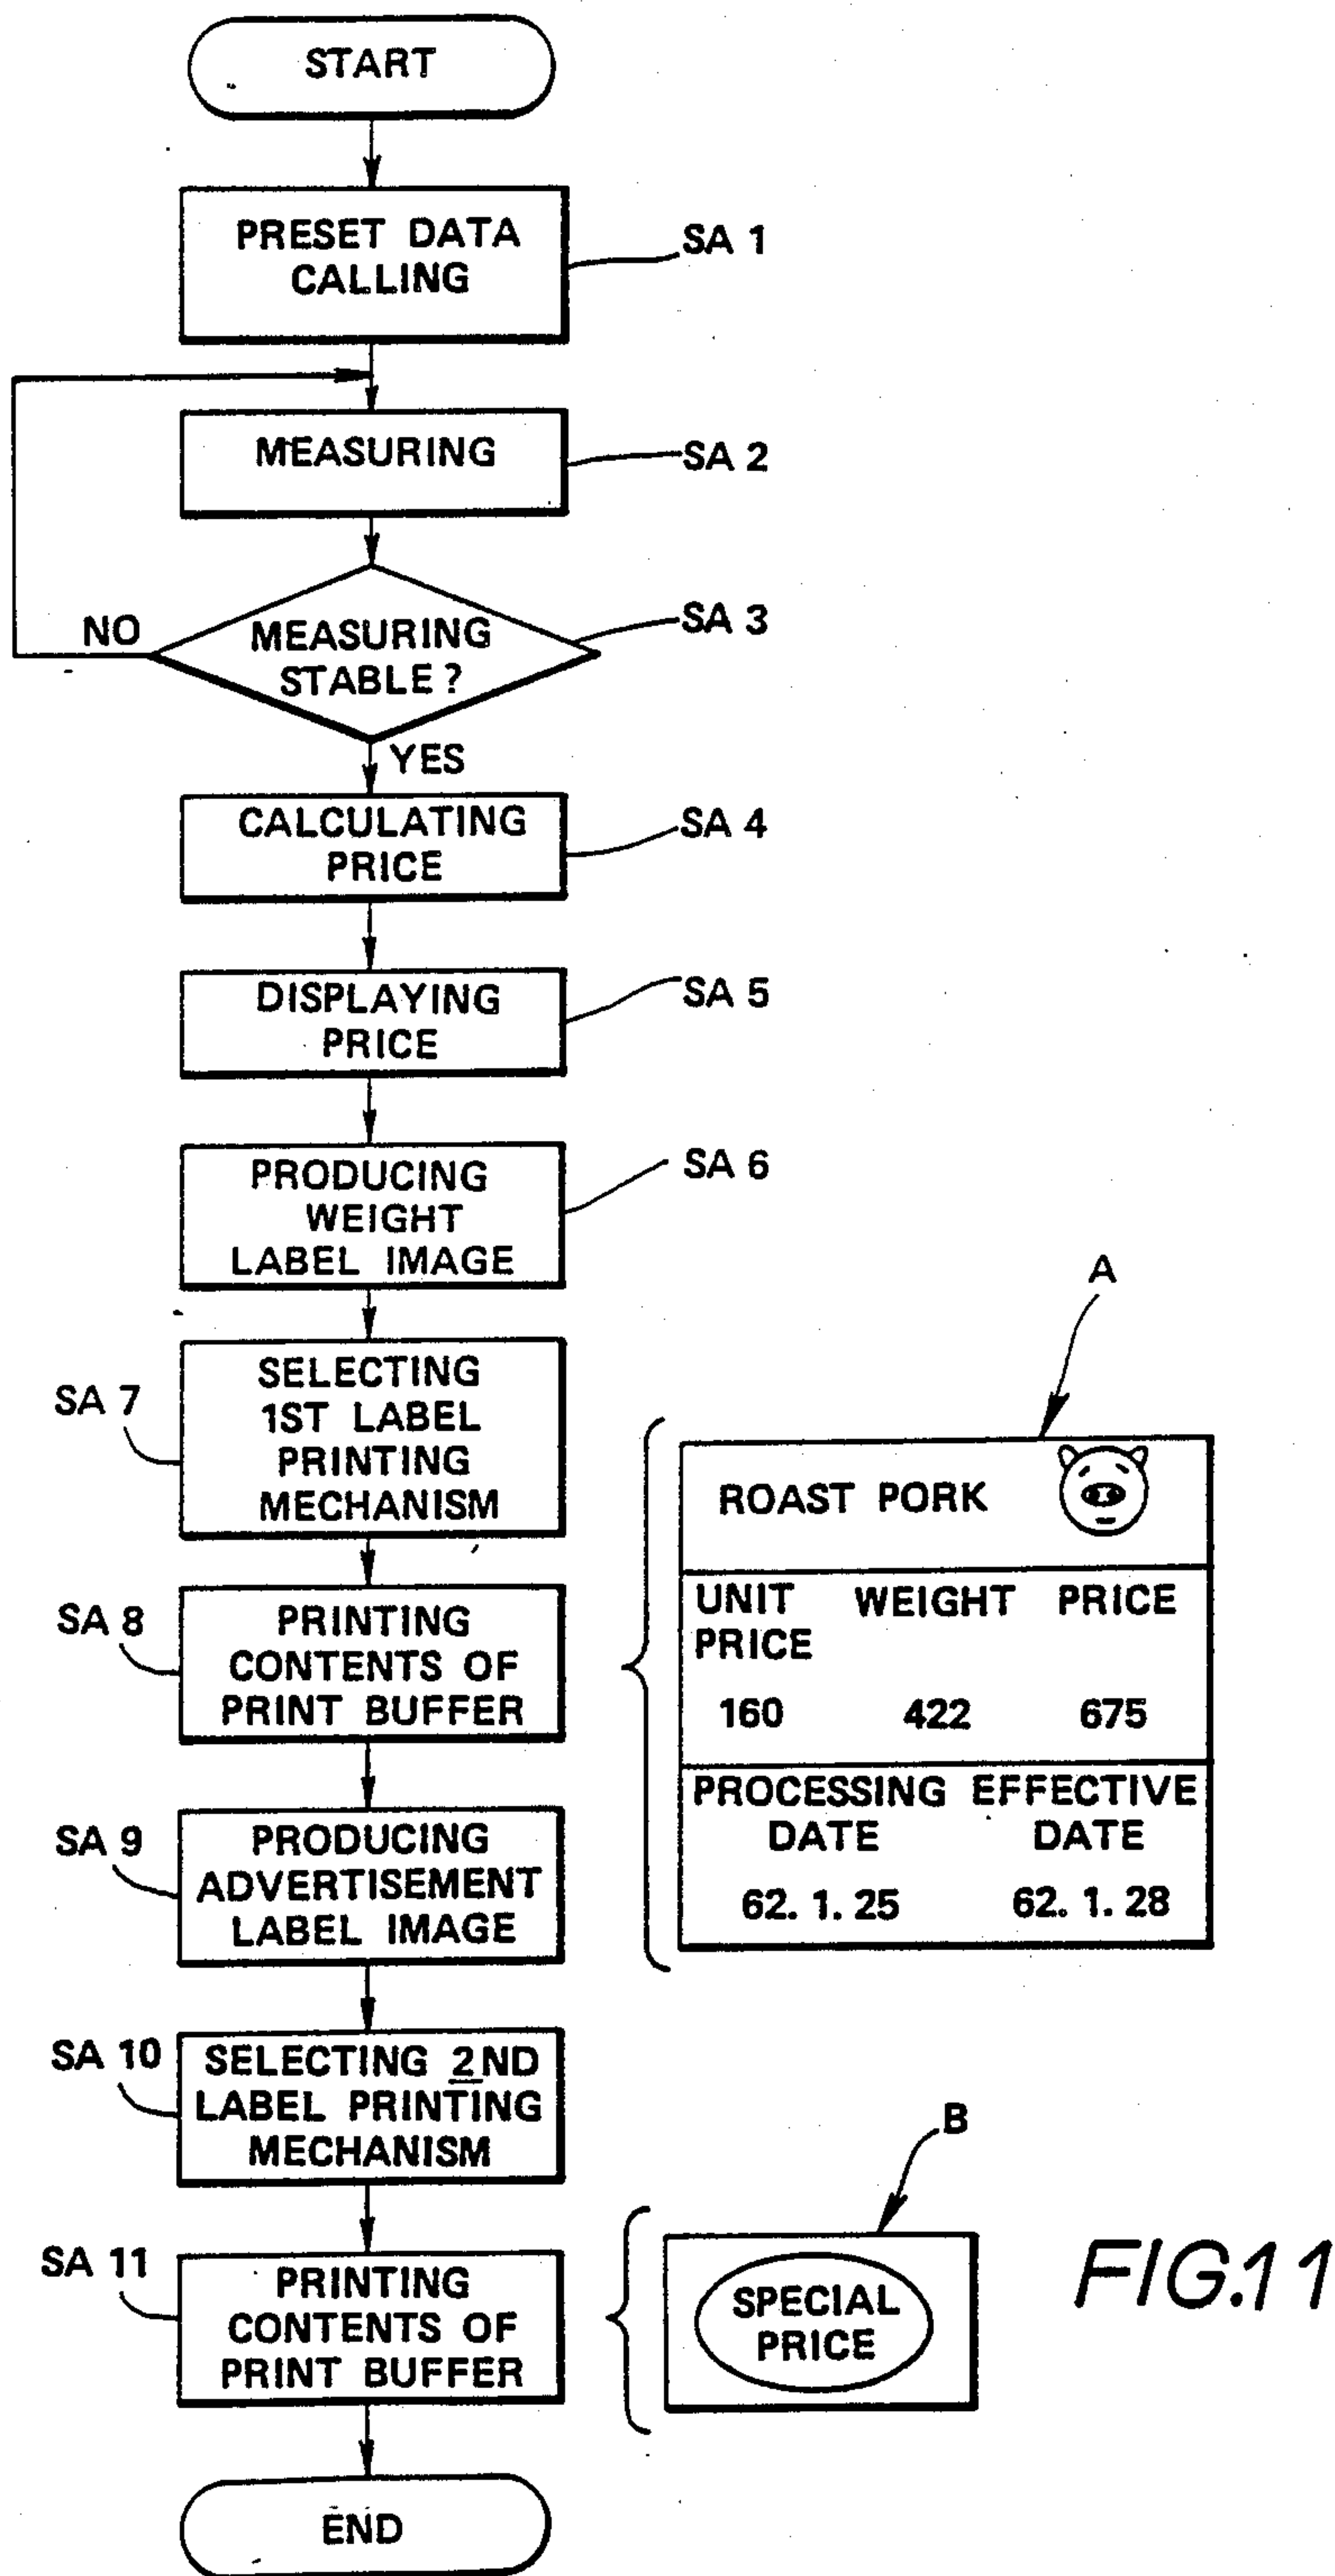 START
PRESET DATA
CALLING
SA 1
MEASURING
SA 2
NO
MEASURING
STABLE?
SA 3
YES
CALCULATING
PRICE
SA 4
DISPLAYING
PRICE
SA 5
PRODUCING
WEIGHT
LABEL IMAGE
SA 6
SA 7
SELECTING
1ST LABEL
PRINTING
MECHANISM
SA 8
PRINTING
CONTENTS OF
PRINT BUFFER
A
ROAST PORK
UNIT PRICE WEIGHT PRICE
160 422 675
PROCESSING DATE EFFECTIVE DATE
62. 1. 25 62. 1. 28
SA 9
PRODUCING
ADVERTISEMENT
LABEL IMAGE
SA 10
SELECTING 2ND
LABEL PRINTING
MECHANISM
SA 11
PRINTING
CONTENTS OF
PRINT BUFFER
B
SPECIAL
PRICE
END
FIG.11